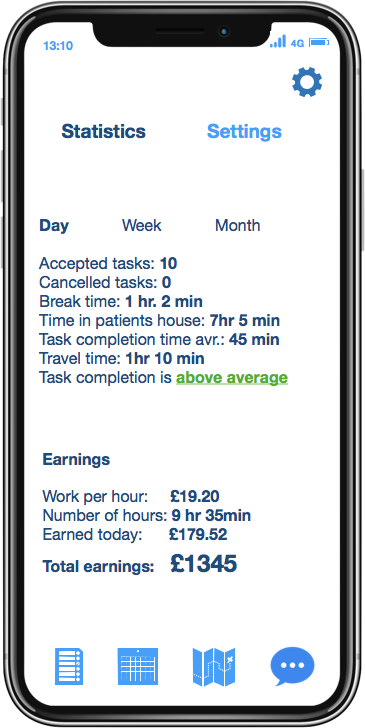 13:10 4G
Statistics Settings
Day Week Month
Accepted tasks: 10
Cancelled tasks: 0
Break time: 1 hr. 2 min
Time in patients house: 7hr 5 min
Task completion time avr.: 45 min
Travel time: 1hr 10 min
Task completion is above average
Earnings
Work per hour: £19.20
Number of hours: 9 hr 35min
Earned today: £179.52
Total earnings: £1345